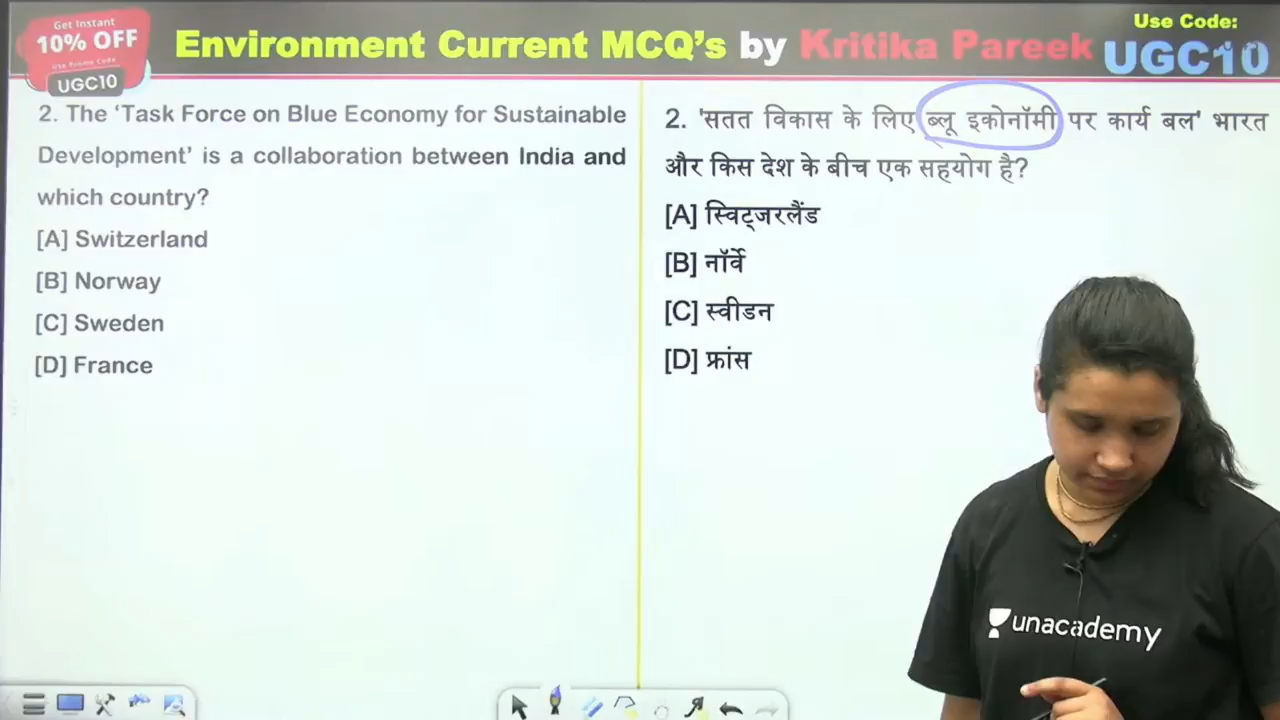 Get Instant
10% OFF
Use Promo Code
UGC10
Environment Current MCQ's by Kritika Pareek
Use Code:
UGC10
2. The 'Task Force on Blue Economy for Sustainable
Development' is a collaboration between India and
which country?
[A] Switzerland
[B] Norway
[C] Sweden
[D] France
2. 'सतत विकास के लिए ब्लू इकोनॉमी पर कार्य बल' भारत
और किस देश के बीच एक सहयोग है?
[A] स्विट्जरलैंड
[B] नॉर्वे
[C] स्वीडन
[D] फ्रांस
unacademy